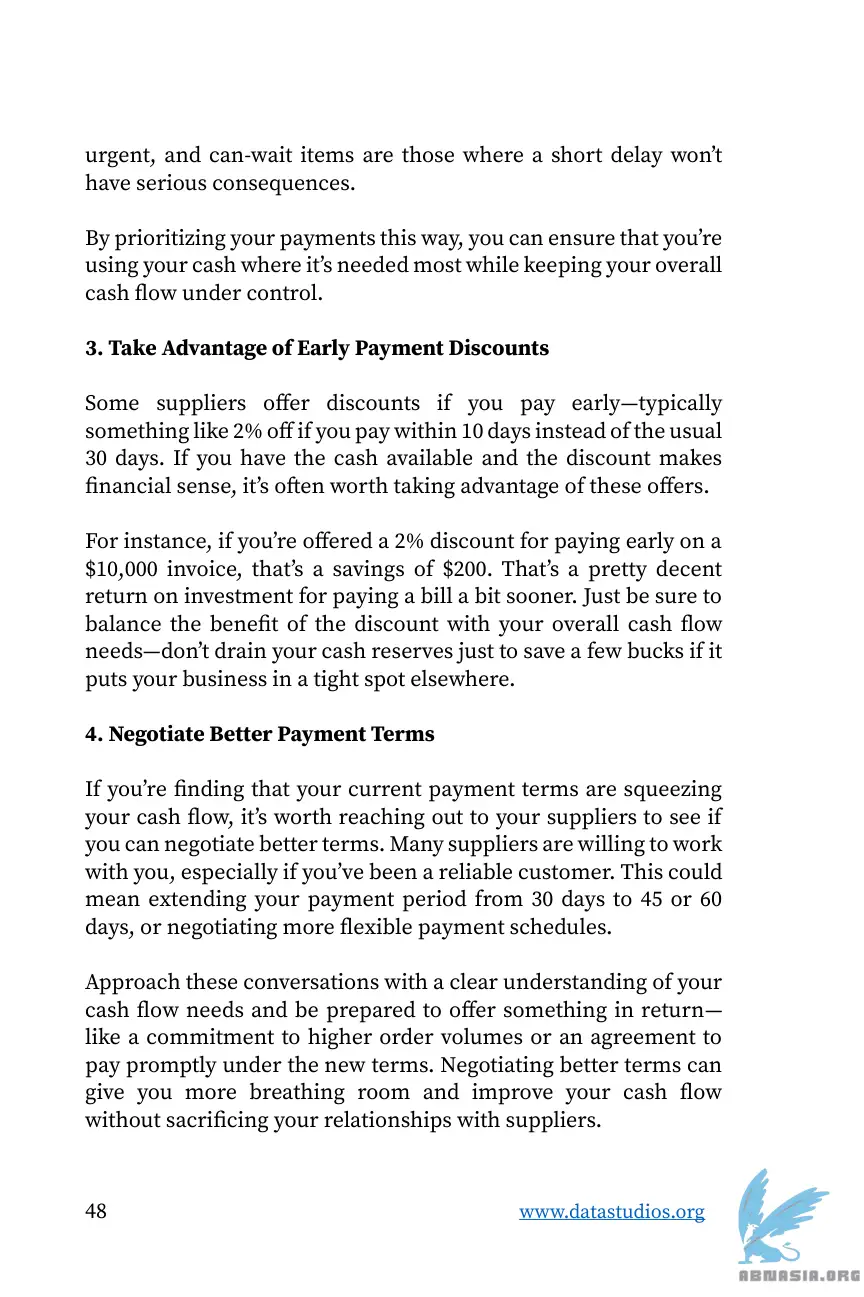 urgent, and can-wait items are those where a short delay won’t
have serious consequences.
By prioritizing your payments this way, you can ensure that you’re
using your cash where it’s needed most while keeping your overall
cash flow under control.
3. Take Advantage of Early Payment Discounts
Some suppliers offer discounts if you pay early—typically
something like 2% off if you pay within 10 days instead of the usual
30 days. If you have the cash available and the discount makes
financial sense, it’s often worth taking advantage of these offers.
For instance, if you’re offered a 2% discount for paying early on a
$10,000 invoice, that’s a savings of $200. That’s a pretty decent
return on investment for paying a bill a bit sooner. Just be sure to
balance the benefit of the discount with your overall cash flow
needs—don’t drain your cash reserves just to save a few bucks if it
puts your business in a tight spot elsewhere.
4. Negotiate Better Payment Terms
If you’re finding that your current payment terms are squeezing
your cash flow, it’s worth reaching out to your suppliers to see if
you can negotiate better terms. Many suppliers are willing to work
with you, especially if you’ve been a reliable customer. This could
mean extending your payment period from 30 days to 45 or 60
days, or negotiating more flexible payment schedules.
Approach these conversations with a clear understanding of your
cash flow needs and be prepared to offer something in return—
like a commitment to higher order volumes or an agreement to
pay promptly under the new terms. Negotiating better terms can
give you more breathing room and improve your cash flow
without sacrificing your relationships with suppliers.
48 www.datastudios.org
ABNASIA.ORG